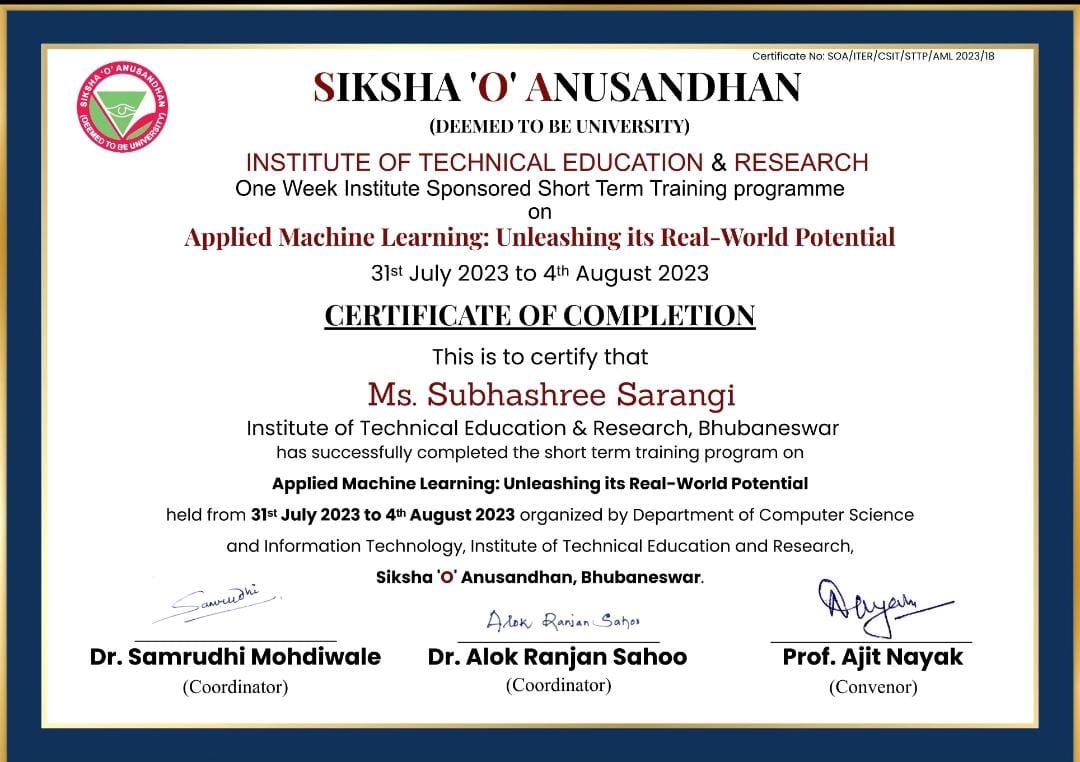 Certificate No: SOA/ITER/CSIT/STTP/AML 2023/18
SIKSHA 'O' ANUSANDHAN
(DEEMED TO BE UNIVERSITY)
SIKSHA 'O' ANUSANDHAN
(DEEMED TO BE UNIVERSITY)
INSTITUTE OF TECHNICAL EDUCATION & RESEARCH
One Week Institute Sponsored Short Term Training programme
on
Applied Machine Learning: Unleashing its Real-World Potential
31st July 2023 to 4th August 2023
CERTIFICATE OF COMPLETION
This is to certify that
Ms. Subhashree Sarangi
Institute of Technical Education & Research, Bhubaneswar
has successfully completed the short term training program on
Applied Machine Learning: Unleashing its Real-World Potential
held from 31st July 2023 to 4th August 2023 organized by Department of Computer Science
and Information Technology, Institute of Technical Education and Research,
Siksha 'O' Anusandhan, Bhubaneswar.
Samrudhi Alok Ranjan Sahoo
Dr. Samrudhi Mohdiwale Dr. Alok Ranjan Sahoo Prof. Ajit Nayak
(Coordinator) (Coordinator) (Convenor)